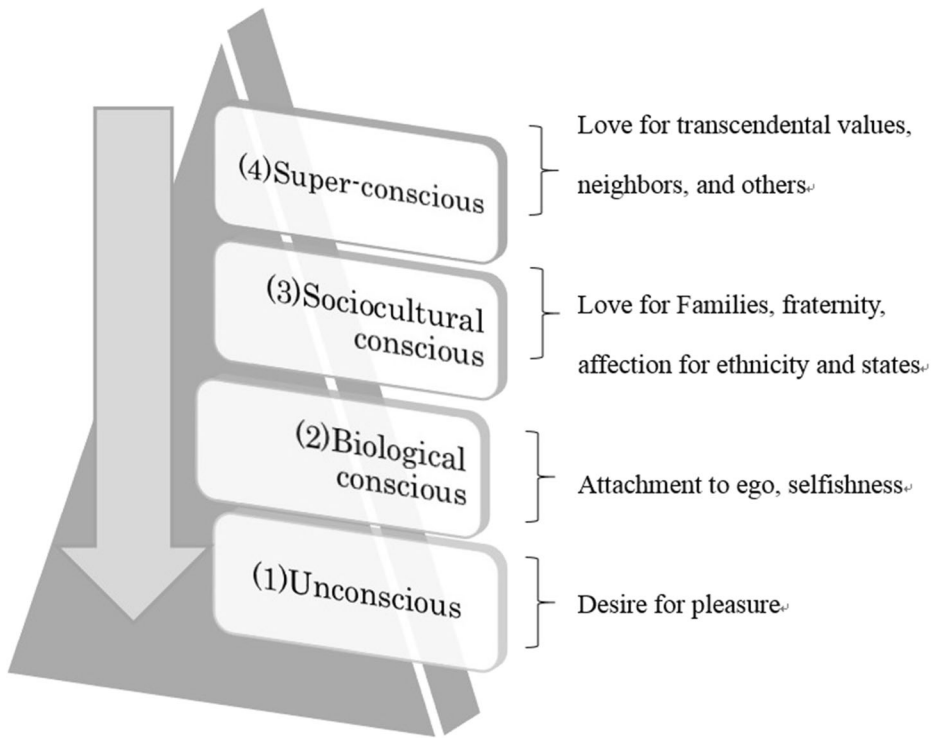 (4)Super-conscious
Love for transcendental values,
neighbors, and others↵
(3)Sociocultural
conscious
Love for Families, fraternity,
affection for ethnicity and states↵
(2)Biological
conscious
Attachment to ego, selfishness↵
(1)Unconscious
Desire for pleasure↵